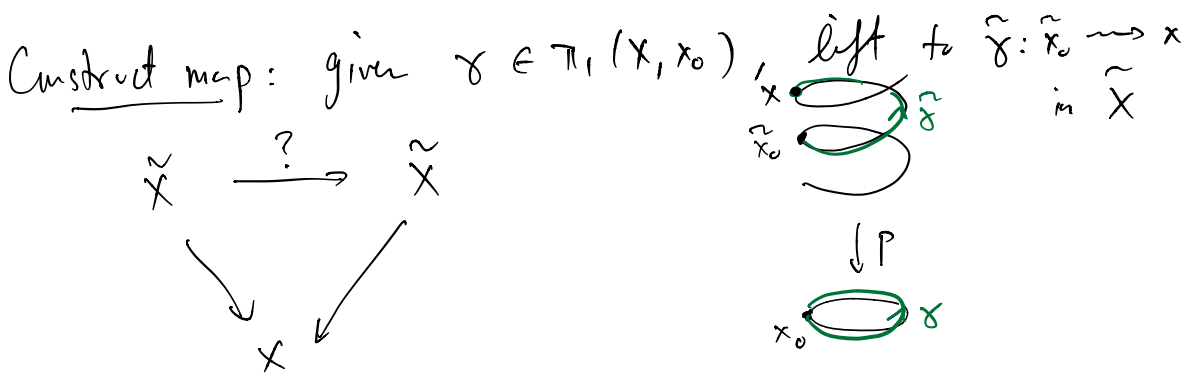 Construct map: given γ ∈ π₁(X, x₀), lift to γ̃: x̃₀ ⇝ x
in X̃
x
γ̃
x̃₀
?
X̃ → X̃
↓ p
x₀
γ
X